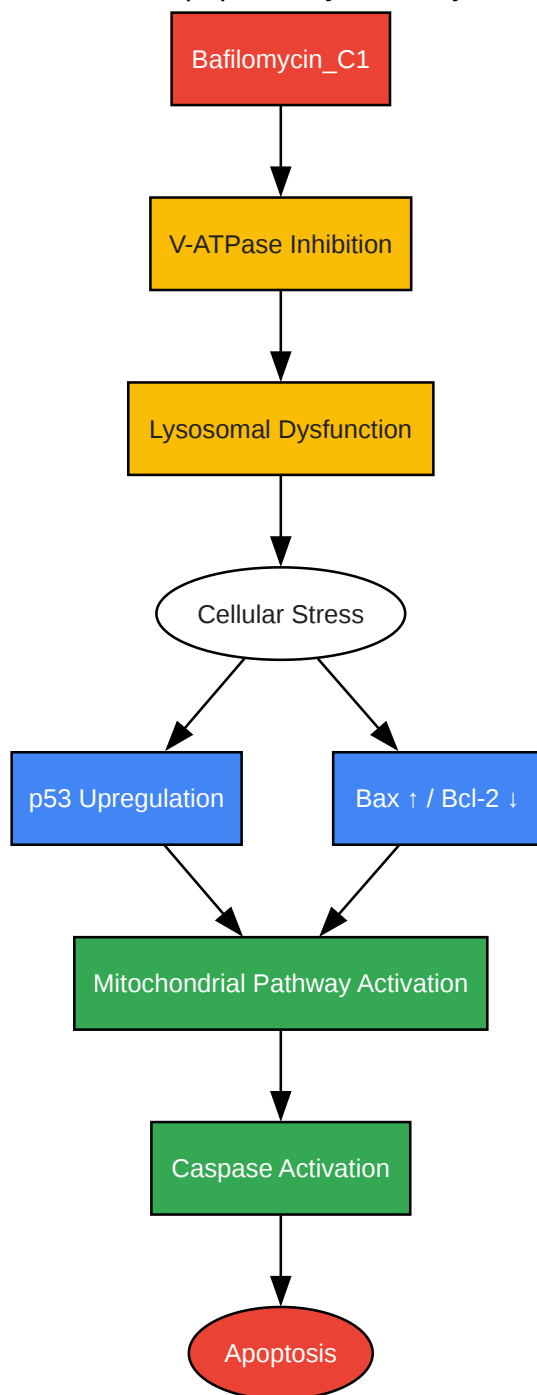 Bafilomycin_C1
V-ATPase Inhibition
Lysosomal Dysfunction
Cellular Stress
p53 Upregulation
Bax ↑ / Bcl-2 ↓
Mitochondrial Pathway Activation
Caspase Activation
Apoptosis